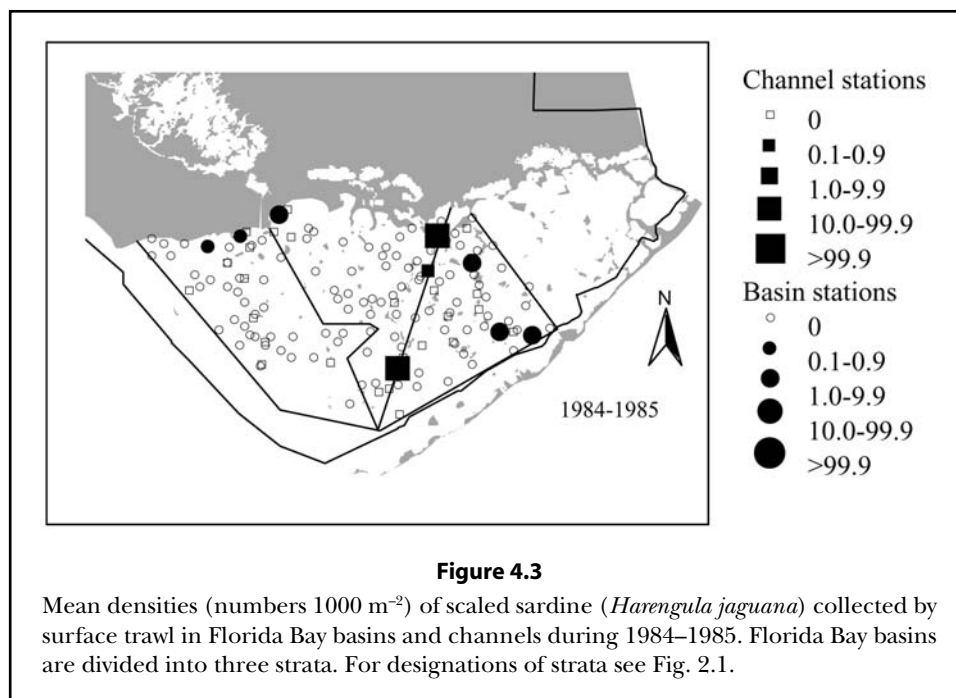 Channel stations
0
0.1-0.9
1.0-9.9
10.0-99.9
>99.9
Basin stations
0
0.1-0.9
1.0-9.9
10.0-99.9
>99.9
N
1984-1985
Figure 4.3
Mean densities (numbers 1000 m⁻²) of scaled sardine (Harengula jaguana) collected by
surface trawl in Florida Bay basins and channels during 1984–1985. Florida Bay basins
are divided into three strata. For designations of strata see Fig. 2.1.